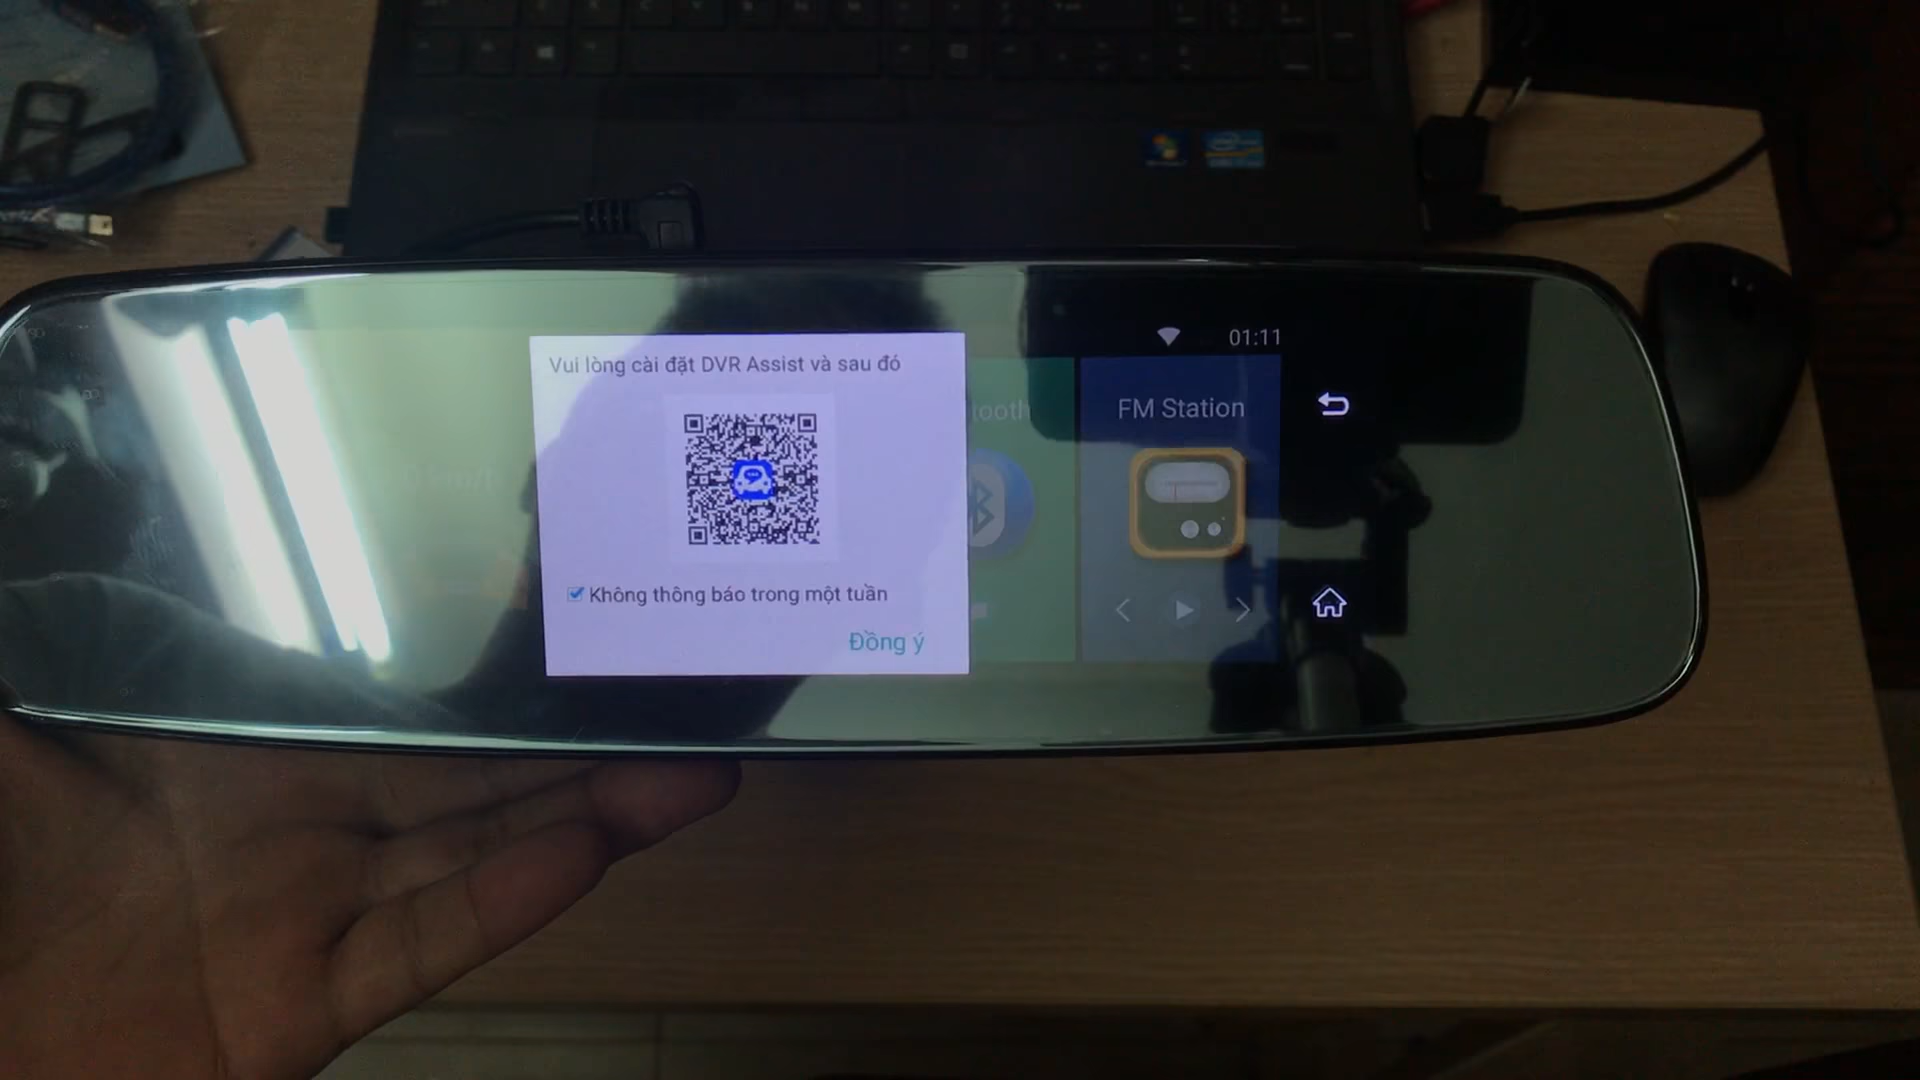 01:11
Vui lòng cài đặt DVR Assist và sau đó
tooth
FM Station
Không thông báo trong một tuần
Đồng ý